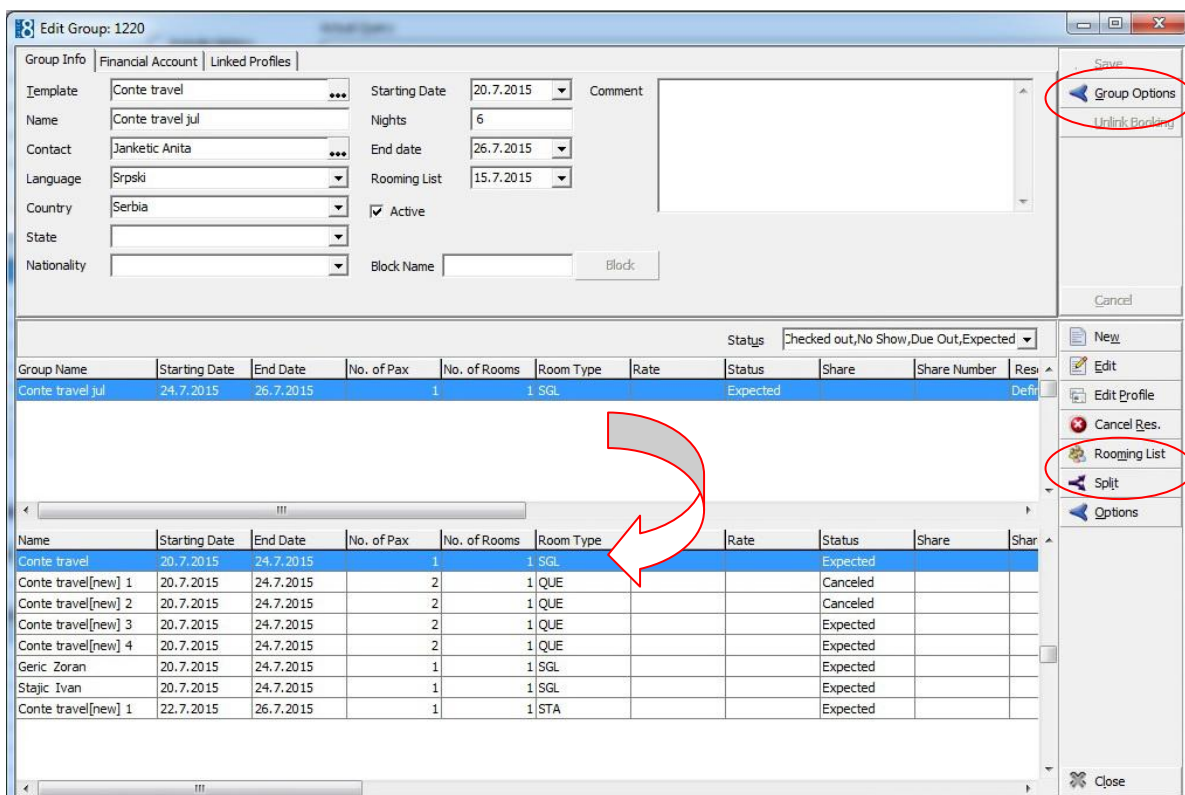 Edit Group: 1220
Group Info Financial Account Linked Profiles
Template Conte travel Starting Date 20.7.2015 Comment
Name Conte travel jul Nights 6
Contact Janketic Anita End date 26.7.2015
Language Srpski Rooming List 15.7.2015
Country Serbia Active
State
Nationality Block Name Block
Save
Group Options
Unlink Booking
Cancel
Status Checked out,No Show,Due Out,Expected
Group Name Starting Date End Date No. of Pax No. of Rooms Room Type Rate Status Share Share Number Res
Conte travel jul 24.7.2015 26.7.2015 1 1 SGL Expected Defin
New
Edit
Edit Profile
Cancel Res.
Rooming List
Split
Options
Name Starting Date End Date No. of Pax No. of Rooms Room Type Rate Status Share Shar
Conte travel 20.7.2015 24.7.2015 1 1 SGL Expected
Conte travel[new] 1 20.7.2015 24.7.2015 2 1 QUE Canceled
Conte travel[new] 2 20.7.2015 24.7.2015 2 1 QUE Canceled
Conte travel[new] 3 20.7.2015 24.7.2015 2 1 QUE Expected
Conte travel[new] 4 20.7.2015 24.7.2015 2 1 QUE Expected
Geric Zoran 20.7.2015 24.7.2015 1 1 SGL Expected
Stajic Ivan 20.7.2015 24.7.2015 1 1 SGL Expected
Conte travel[new] 1 22.7.2015 26.7.2015 1 1 STA Expected
Close